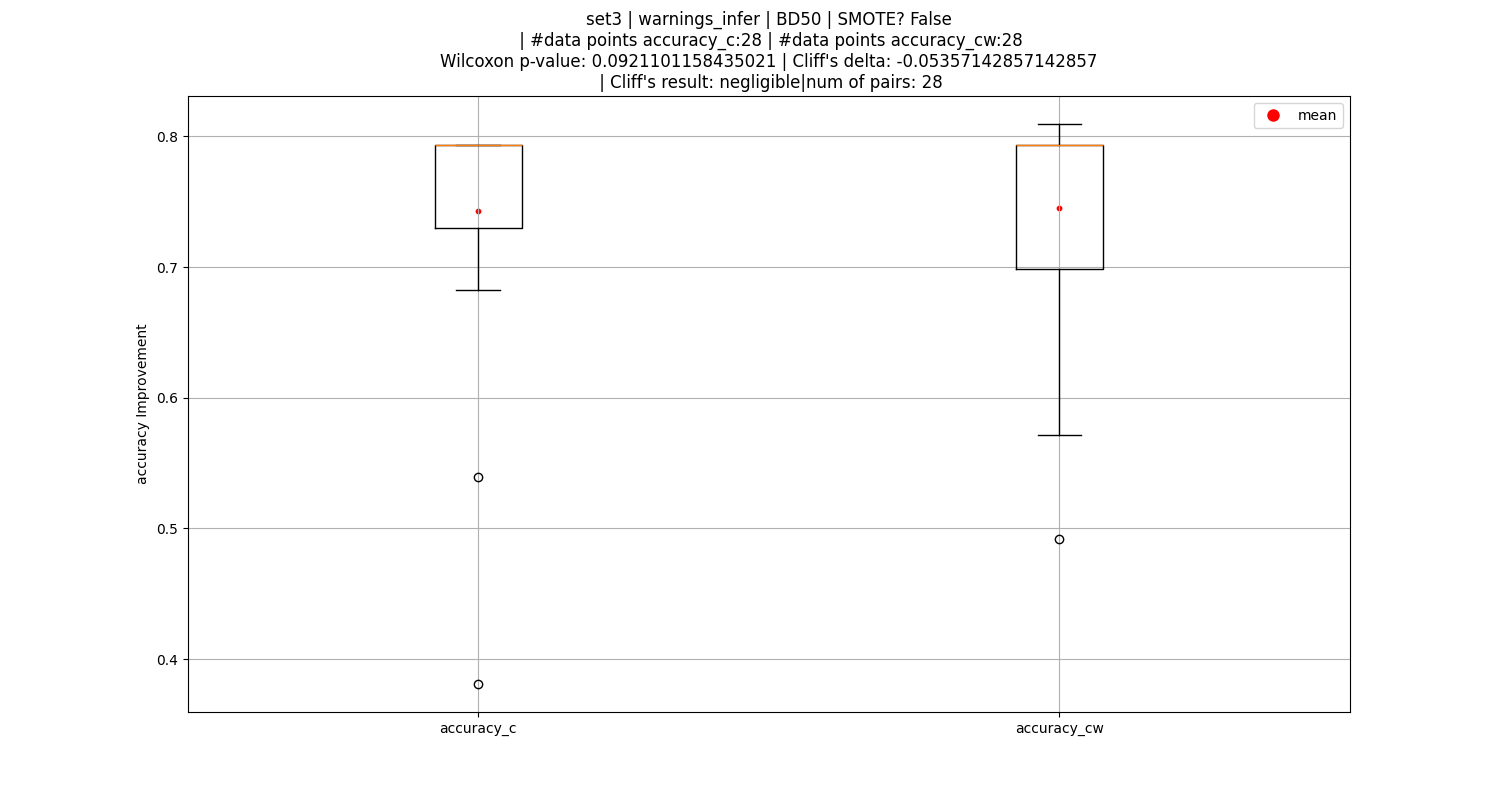 set3 | warnings_infer | BD50 | SMOTE? False
| #data points accuracy_c:28 | #data points accuracy_cw:28
Wilcoxon p-value: 0.0921101158435021 | Cliff's delta: -0.05357142857142857
| Cliff's result: negligible|num of pairs: 28
mean
0.8
0.7
0.6
0.5
0.4
accuracy Improvement
accuracy_c
accuracy_cw